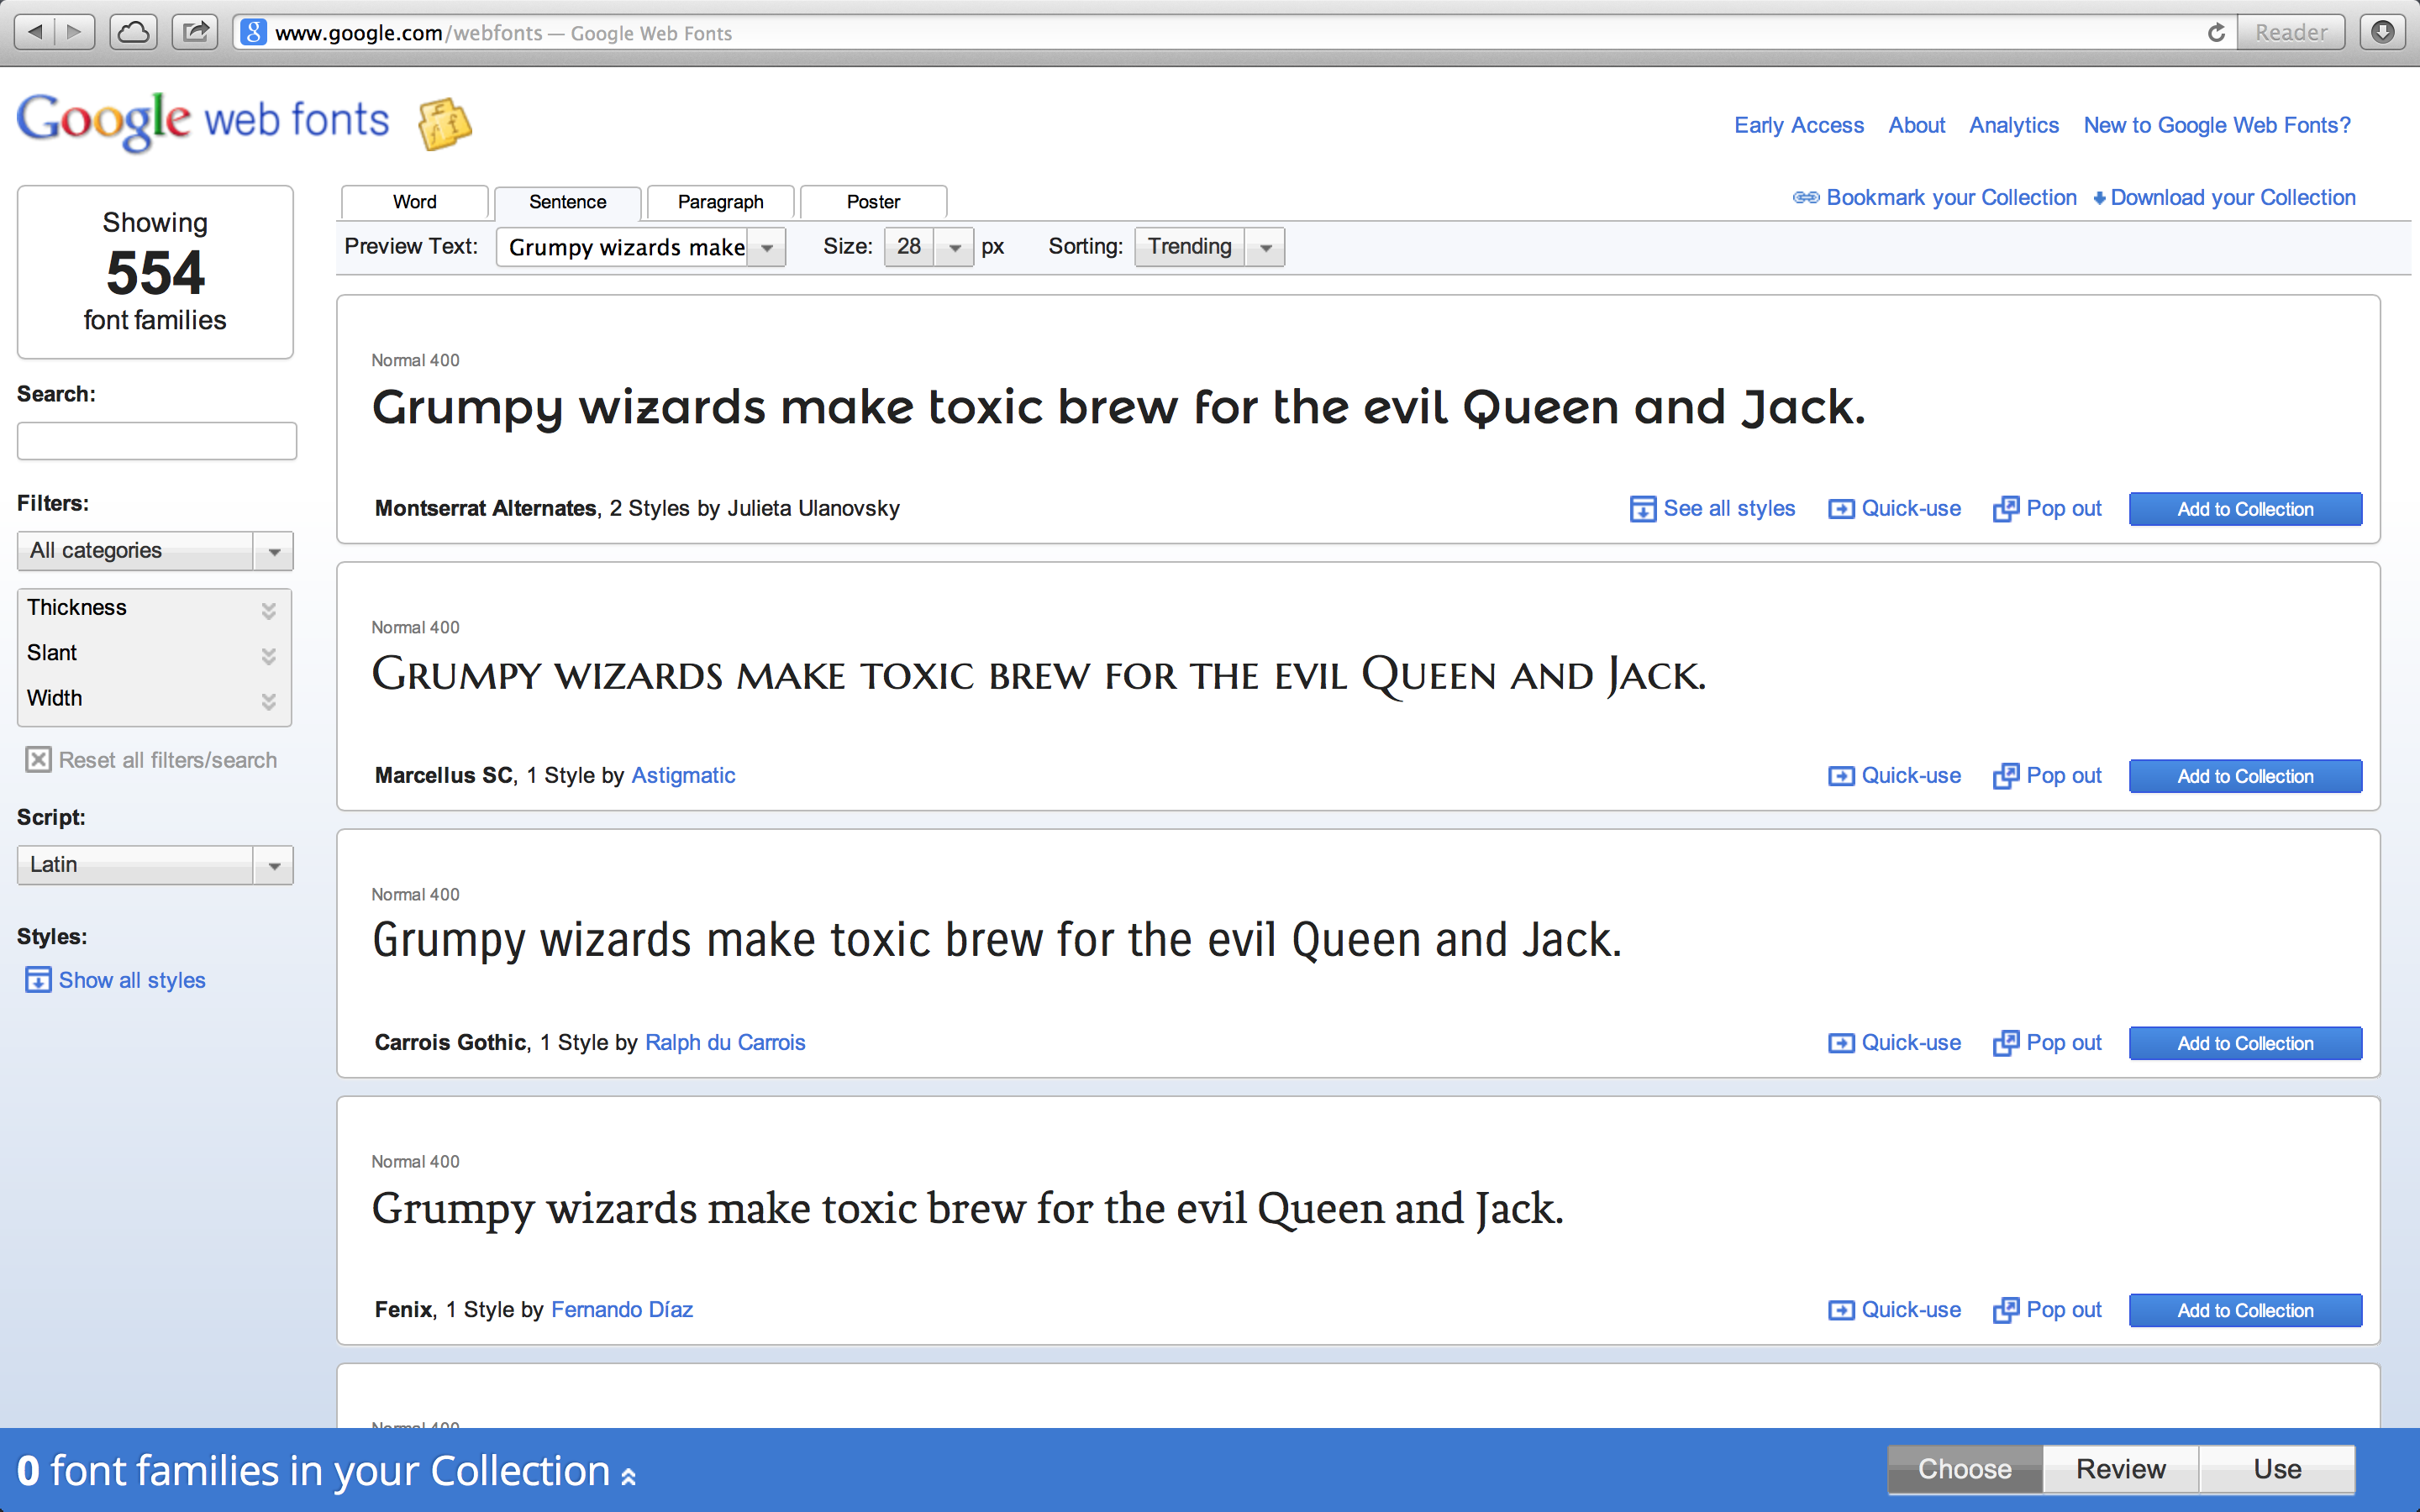 www.google.com/webfonts — Google Web Fonts
Reader
Google web fonts
Early Access About Analytics New to Google Web Fonts?
Showing
554
font families
Search:
Filters:
All categories
Thickness
Slant
Width
Reset all filters/search
Script:
Latin
Styles:
Show all styles
Word Sentence Paragraph Poster
Bookmark your Collection Download your Collection
Preview Text: Grumpy wizards make Size: 28 px Sorting: Trending
Normal 400
Grumpy wizards make toxic brew for the evil Queen and Jack.
Montserrat Alternates, 2 Styles by Julieta Ulanovsky
See all styles Quick-use Pop out Add to Collection
Normal 400
Grumpy wizards make toxic brew for the evil Queen and Jack.
Marcellus SC, 1 Style by Astigmatic
Quick-use Pop out Add to Collection
Normal 400
Grumpy wizards make toxic brew for the evil Queen and Jack.
Carrois Gothic, 1 Style by Ralph du Carrois
Quick-use Pop out Add to Collection
Normal 400
Grumpy wizards make toxic brew for the evil Queen and Jack.
Fenix, 1 Style by Fernando Díaz
Quick-use Pop out Add to Collection
Normal 400
0 font families in your Collection
Choose Review Use